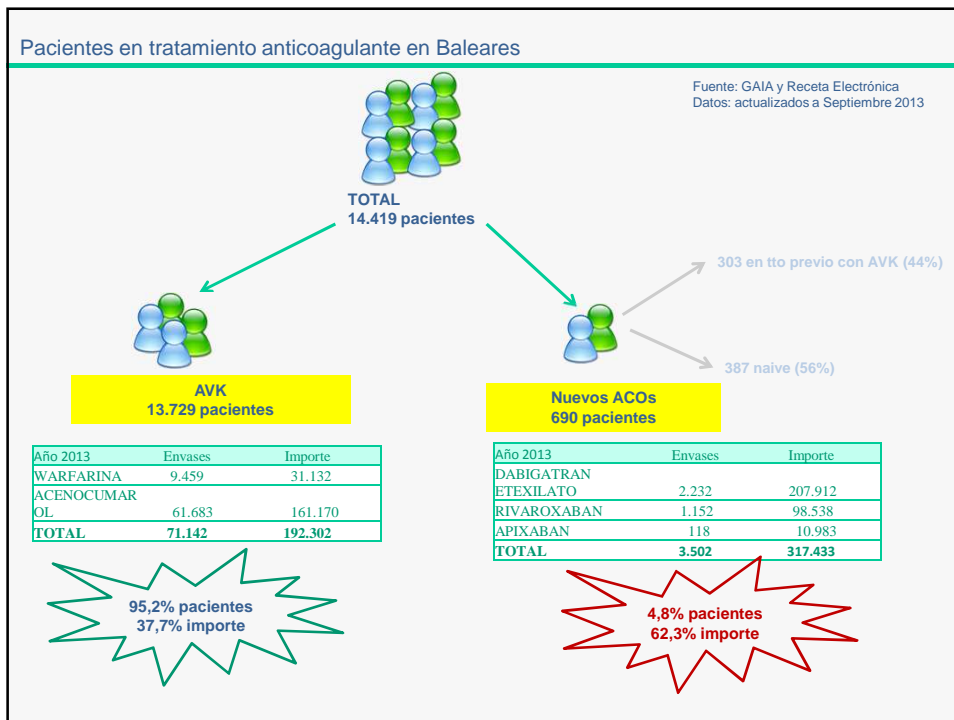 Pacientes en tratamiento anticoagulante en Baleares
Fuente: GAIA y Receta Electrónica
Datos: actualizados a Septiembre 2013
TOTAL
14.419 pacientes
303 en tto previo con AVK (44%)
387 naive (56%)
AVK
13.729 pacientes
Nuevos ACOs
690 pacientes
Año 2013 Envases Importe
WARFARINA 9.459 31.132
ACENOCUMAR
OL 61.683 161.170
TOTAL 71.142 192.302
Año 2013 Envases Importe
DABIGATRAN
ETEXILATO 2.232 207.912
RIVAROXABAN 1.152 98.538
APIXABAN 118 10.983
TOTAL 3.502 317.433
95,2% pacientes
37,7% importe
4,8% pacientes
62,3% importe